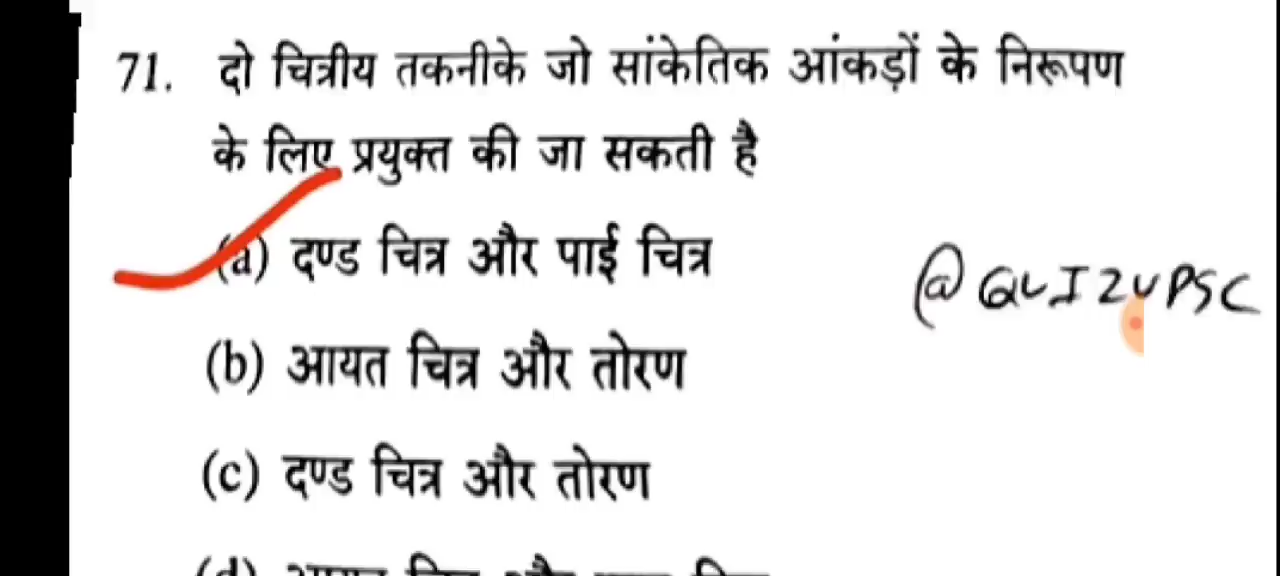 71. दो चित्रीय तकनीके जो सांकेतिक आंकड़ों के निरूपण
के लिए प्रयुक्त की जा सकती है
(a) दण्ड चित्र और पाई चित्र
@QUIZUPSC
(b) आयत चित्र और तोरण
(c) दण्ड चित्र और तोरण
(d)